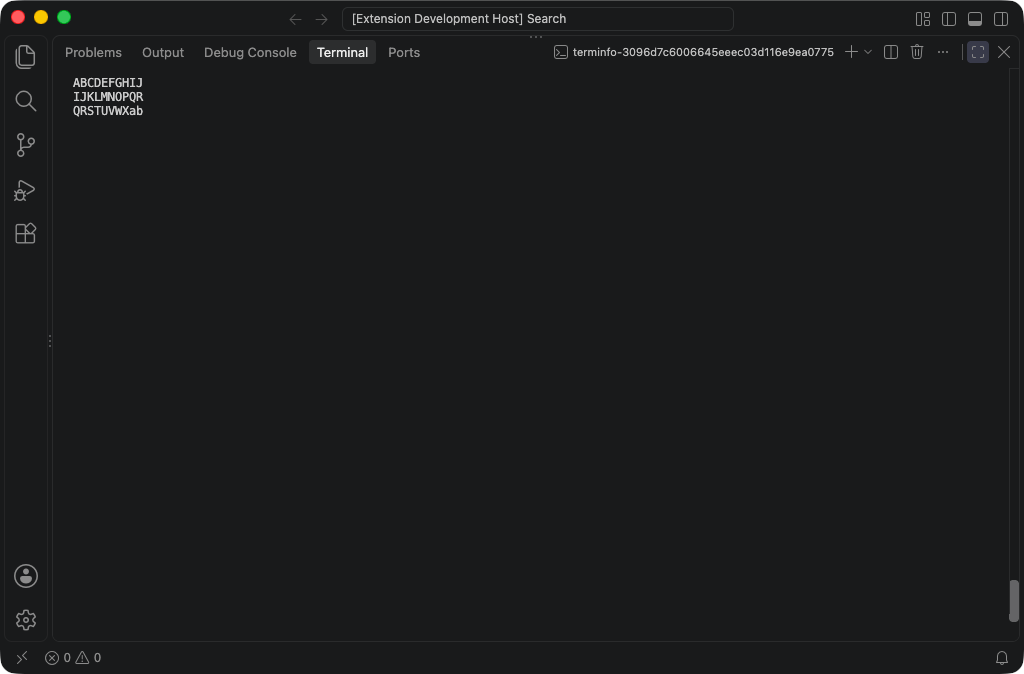 [Extension Development Host] Search
Problems Output Debug Console Terminal Ports
terminfo-3096d7c6006645eeec03d116e9ea0775
ABCDEFGHIJ
IJKLMNOPQR
QRSTUVWXab
0 0